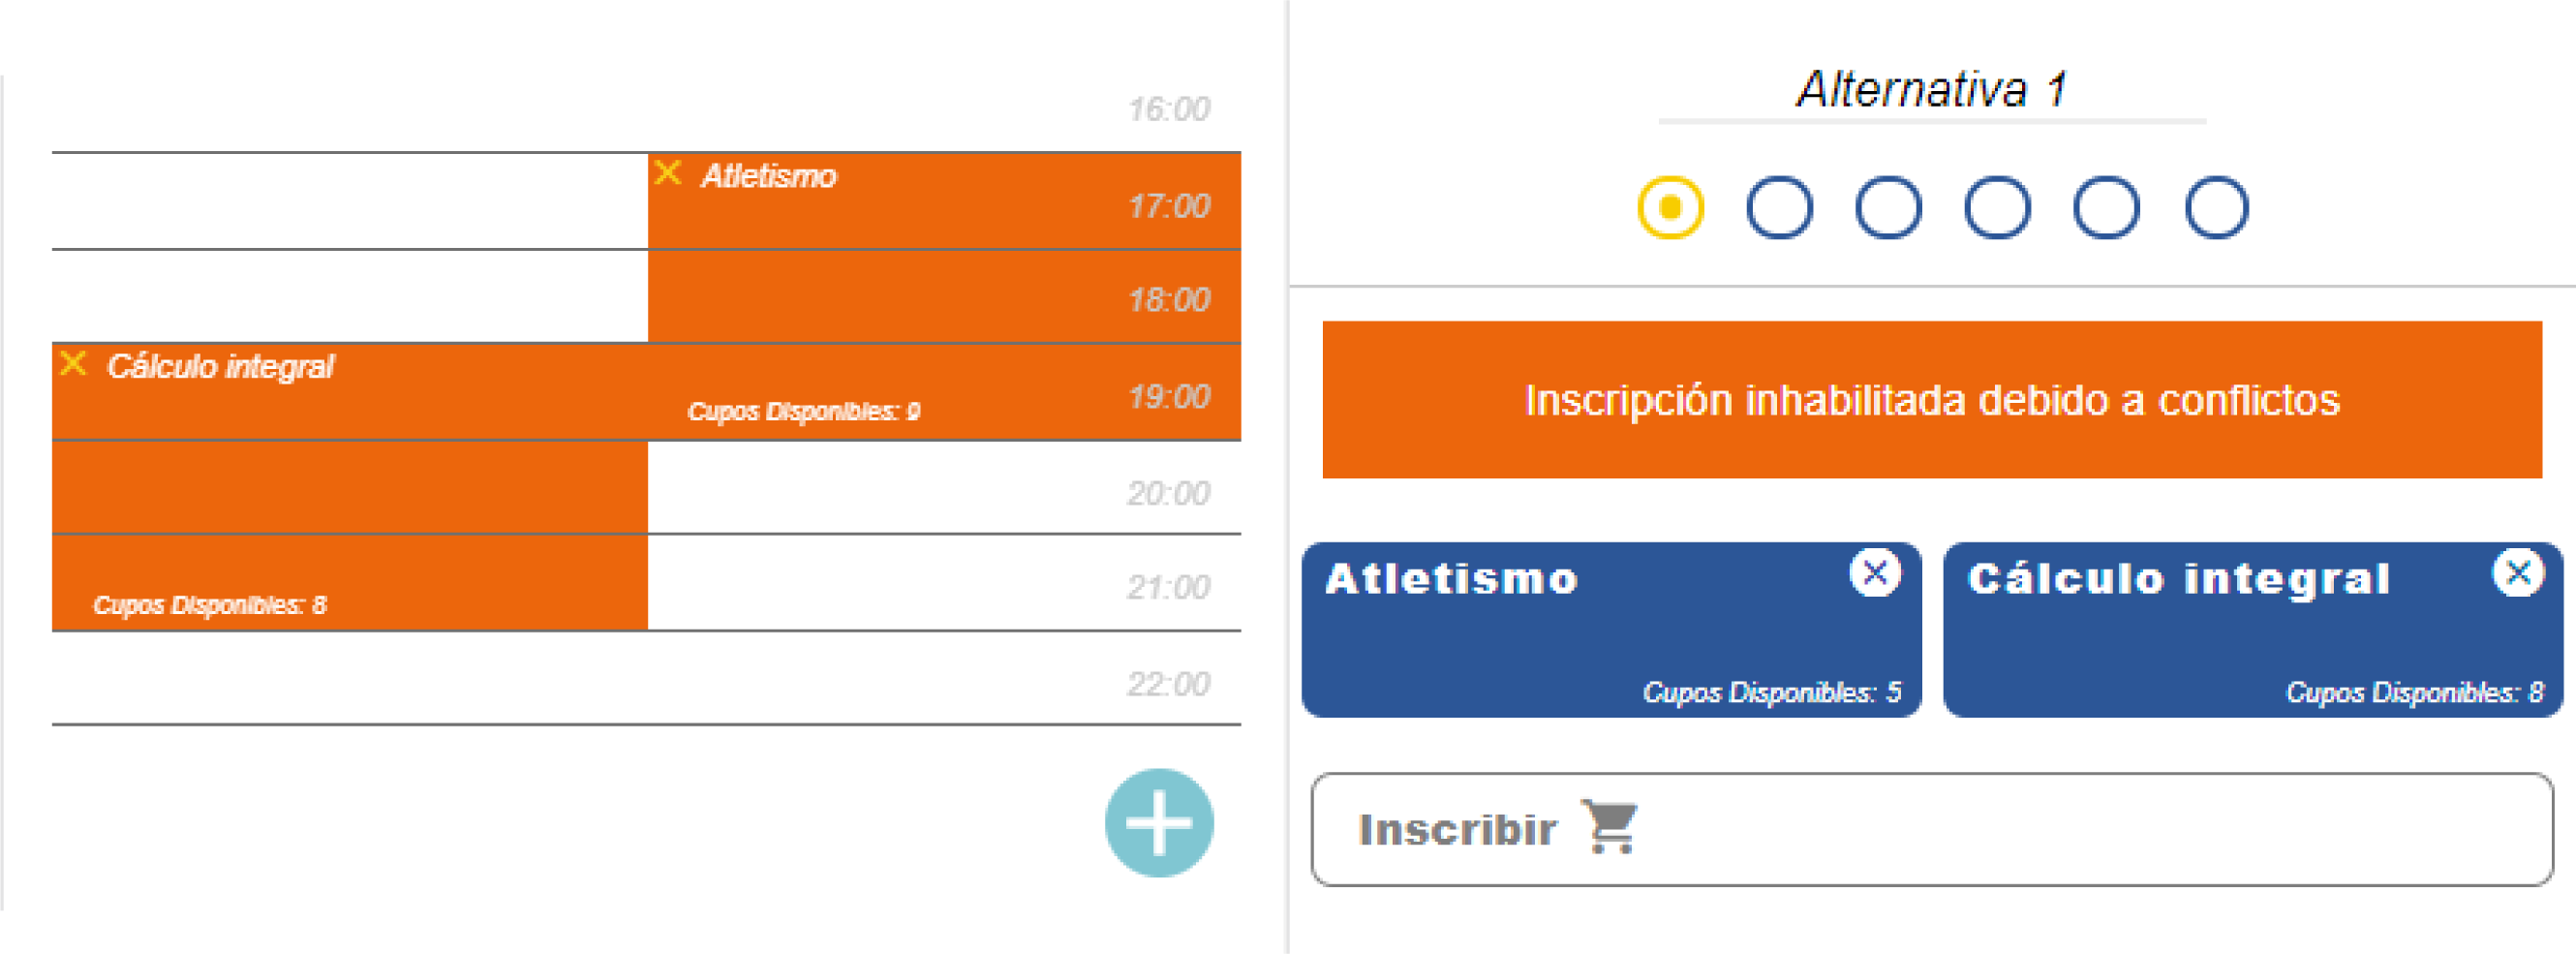 16:00
Atletismo
17:00
18:00
Cálculo integral
Cupos Disponibles: 9
19:00
20:00
21:00
Cupos Disponibles: 8
22:00
Alternativa 1
Inscripción inhabilitada debido a conflictos
Atletismo
Cupos Disponibles: 5
Cálculo integral
Cupos Disponibles: 8
Inscribir